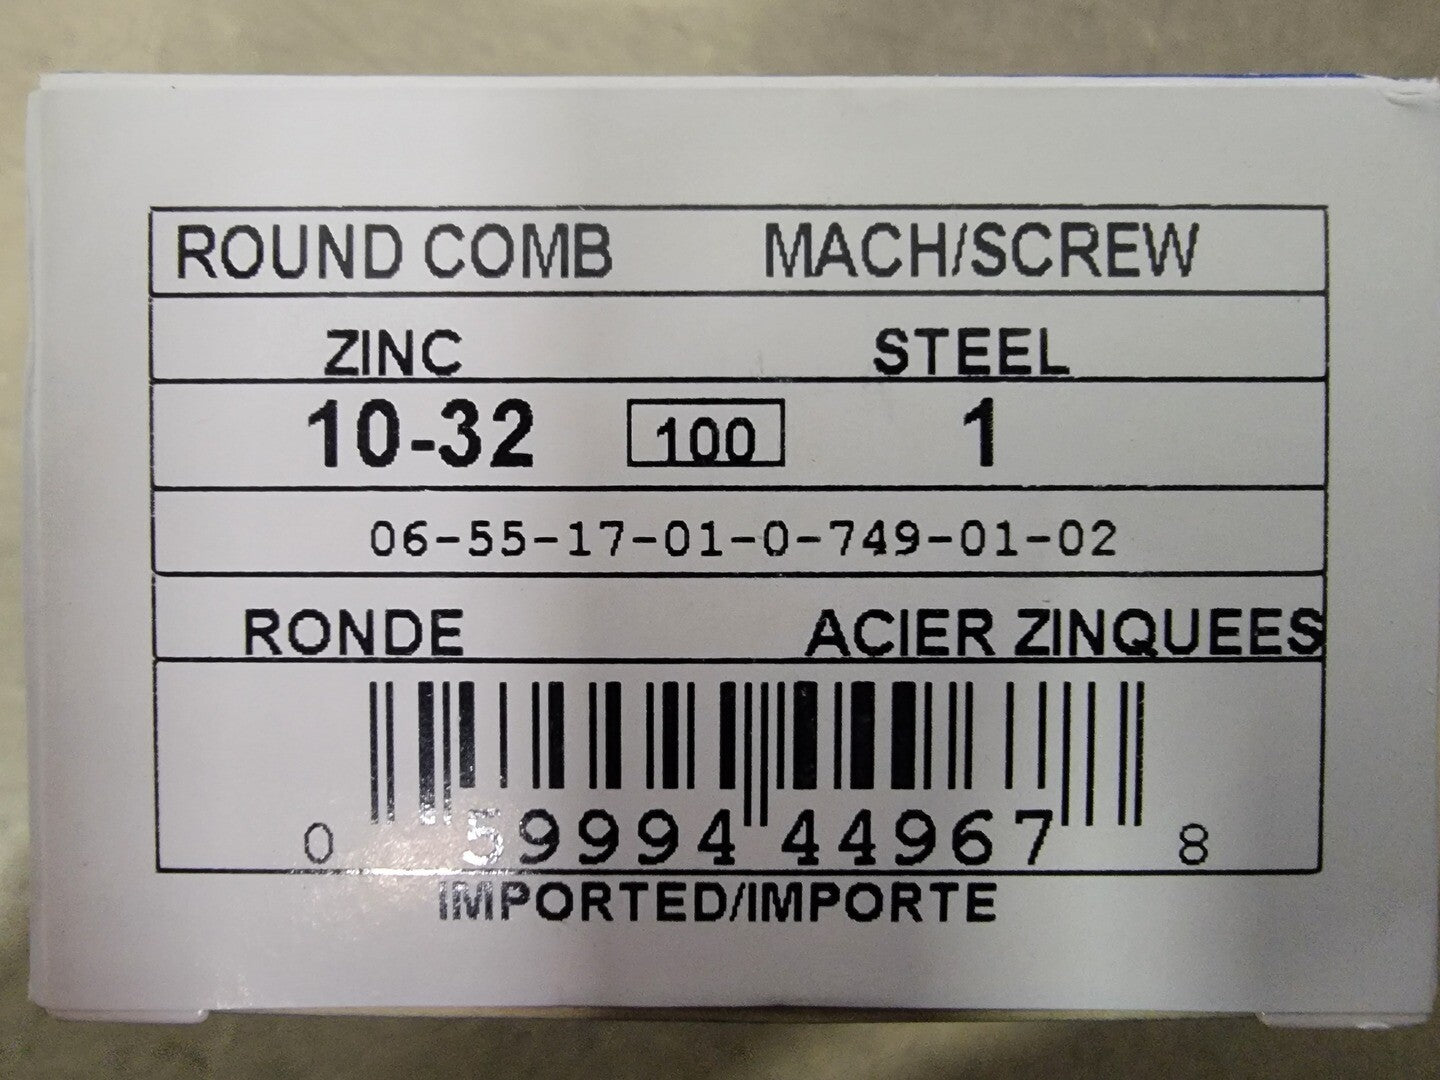 ROUND COMB MACH/SCREW
ZINC STEEL
10-32 100 1
06-55-17-01-0-749-01-02
RONDE ACIER ZINQUEES
0 59994 44967 8
IMPORTED/IMPORTE